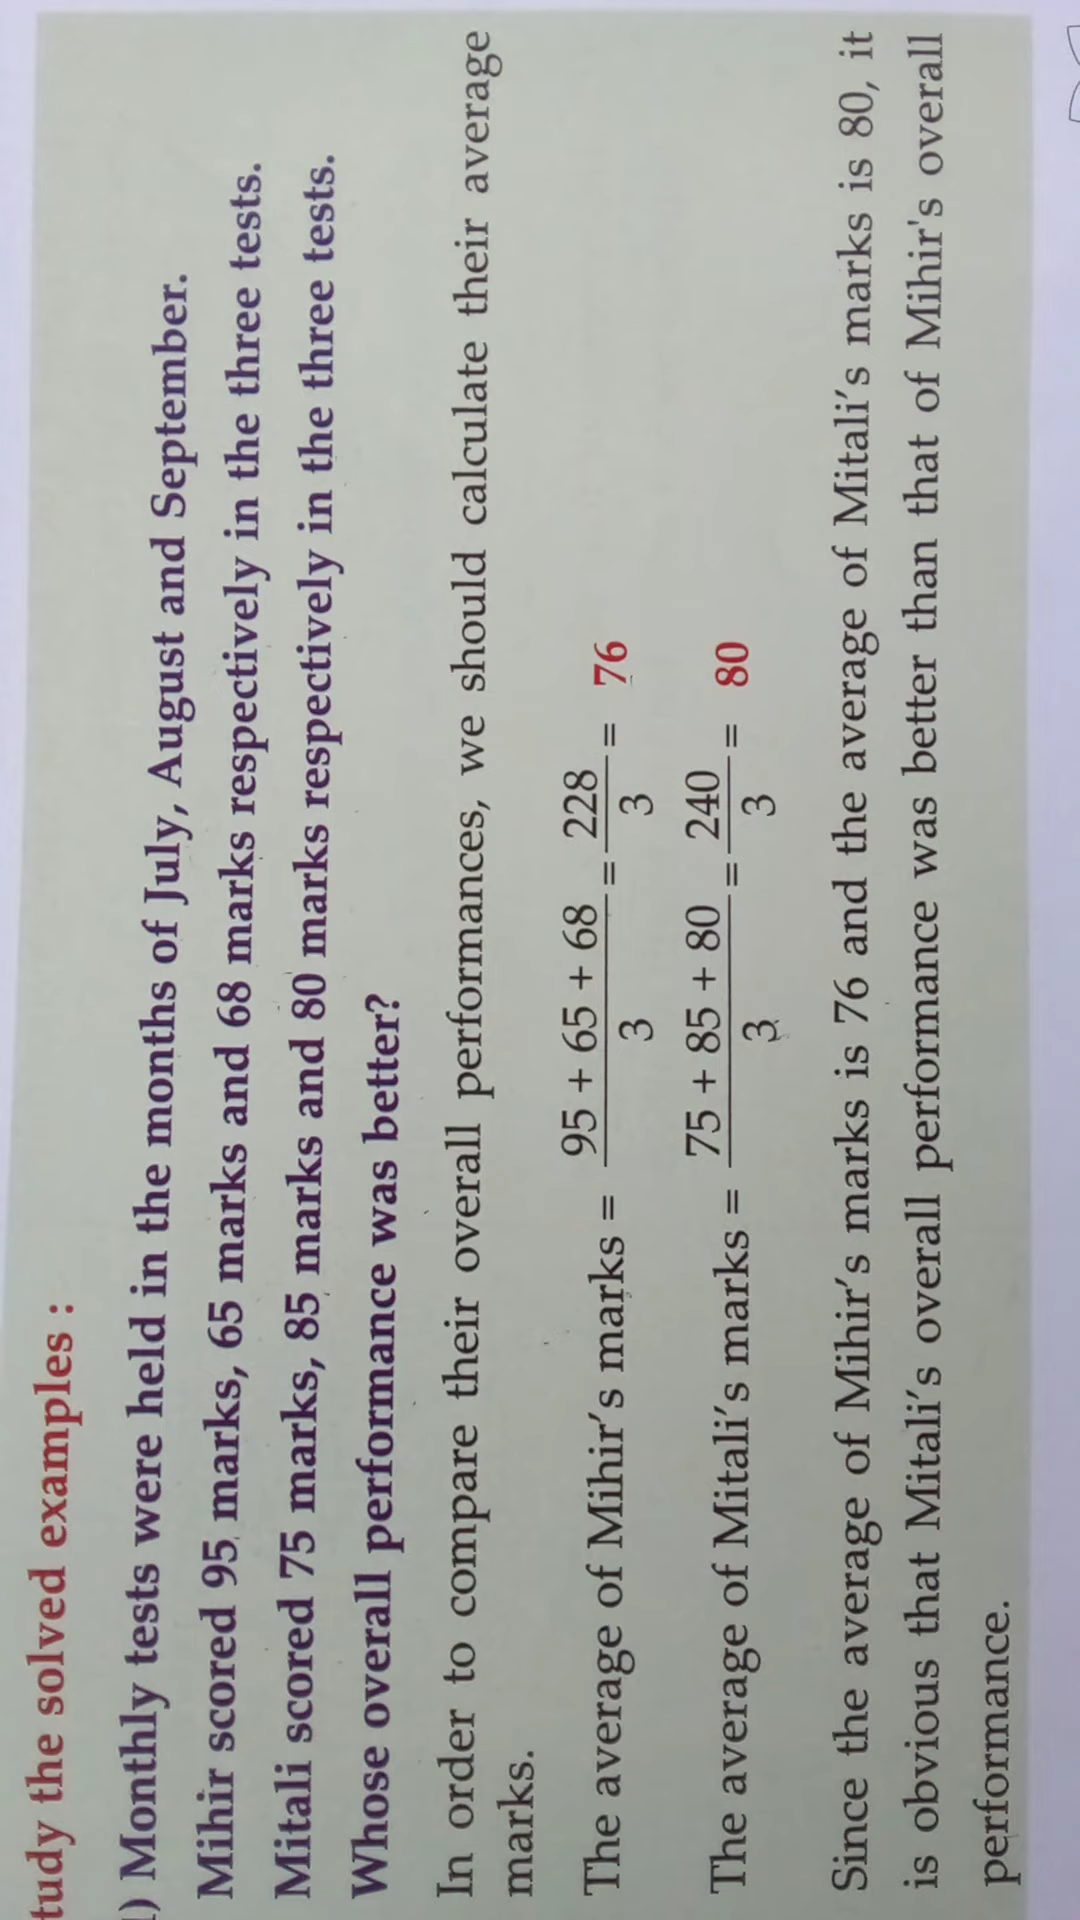 tudy the solved examples :
1) Monthly tests were held in the months of July, August and September.
Mihir scored 95 marks, 65 marks and 68 marks respectively in the three tests.
Mitali scored 75 marks, 85 marks and 80 marks respectively in the three tests.
Whose overall performance was better?
In order to compare their overall performances, we should calculate their average
marks.
The average of Mihir's marks = (95 + 65 + 68)/3 = 228/3 = 76
The average of Mitali's marks = (75 + 85 + 80)/3 = 240/3 = 80
Since the average of Mihir's marks is 76 and the average of Mitali's marks is 80, it
is obvious that Mitali's overall performance was better than that of Mihir's overall
performance.